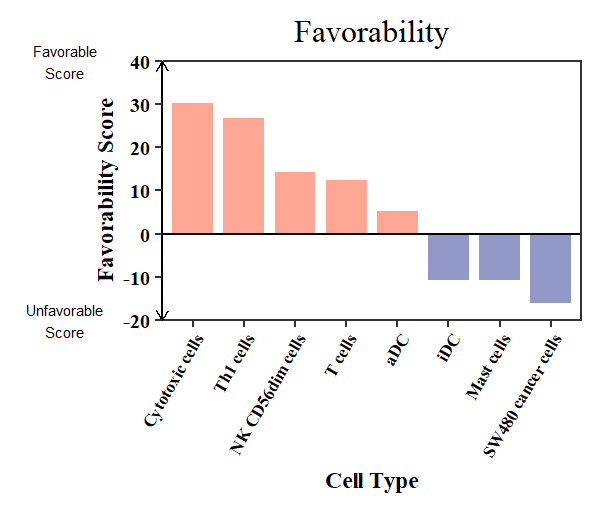 Favorability
Favorable
Score
Favorability Score
40
30
20
10
0
-10
-20
Unfavorable
Score
Cytotoxic cells
Th1 cells
NK CD56dim cells
T cells
aDC
iDC
Mast cells
SW480 cancer cells
Cell Type